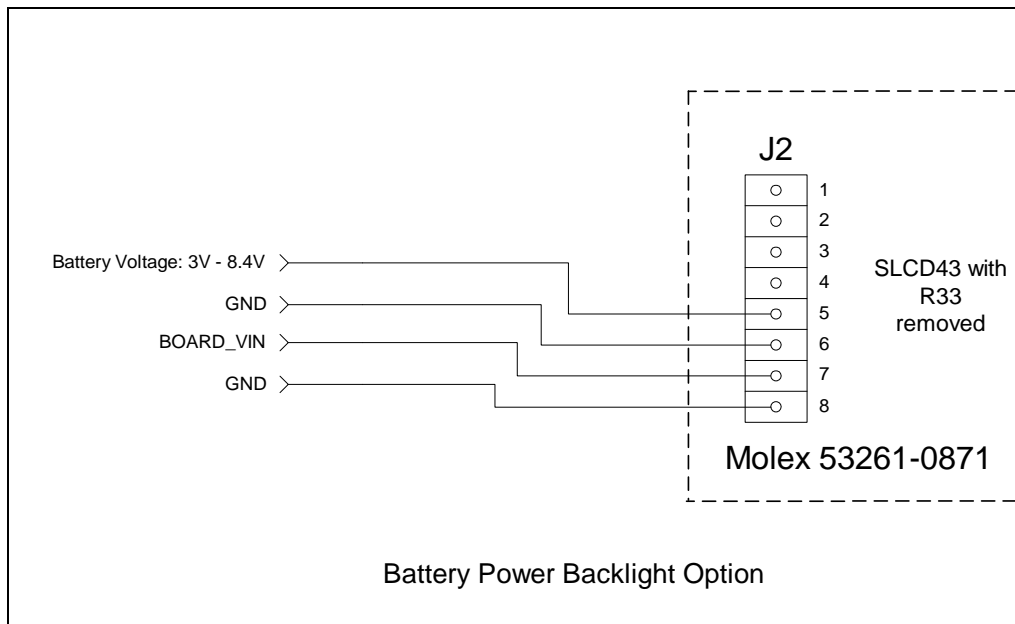 J2
1
2
3
4
5
6
7
8
Battery Voltage: 3V - 8.4V
GND
BOARD_VIN
GND
SLCD43 with
R33
removed
Molex 53261-0871
Battery Power Backlight Option